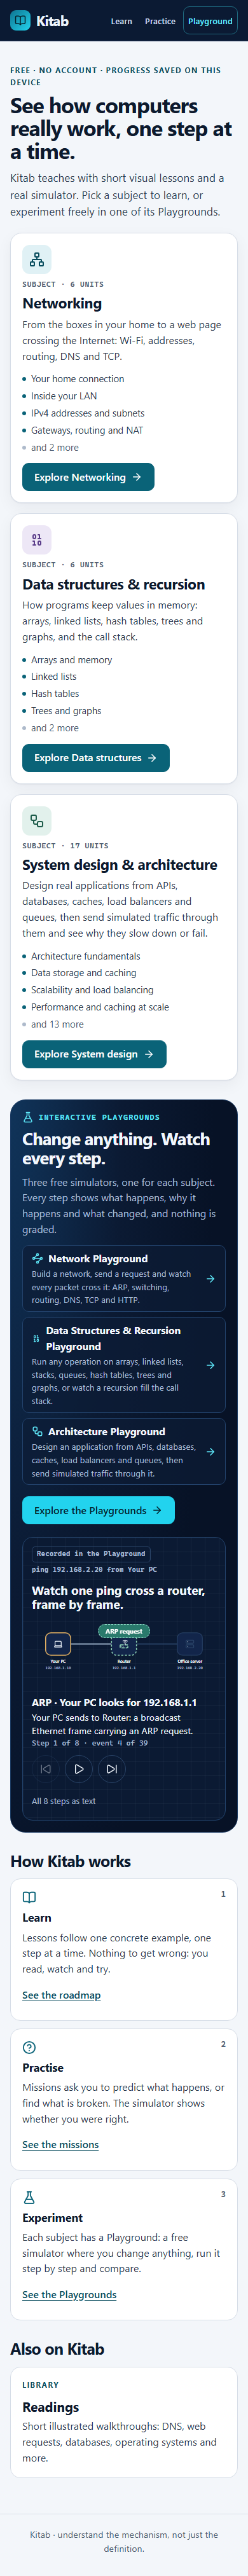 Kitab
Learn
Practice
Playground
FREE · NO ACCOUNT · PROGRESS SAVED ON THIS
DEVICE
See how computers
really work, one step at
a time.
Kitab teaches with short visual lessons and a
real simulator. Pick a subject to learn, or
experiment freely in one of its Playgrounds.
SUBJECT · 6 UNITS
Networking
From the boxes in your home to a web page
crossing the Internet: Wi-Fi, addresses,
routing, DNS and TCP.
Your home connection
Inside your LAN
IPv4 addresses and subnets
Gateways, routing and NAT
and 2 more
Explore Networking →
01
10
SUBJECT · 6 UNITS
Data structures & recursion
How programs keep values in memory:
arrays, linked lists, hash tables, trees and
graphs, and the call stack.
Arrays and memory
Linked lists
Hash tables
Trees and graphs
and 2 more
Explore Data structures →
SUBJECT · 17 UNITS
System design & architecture
Design real applications from APIs,
databases, caches, load balancers and
queues, then send simulated traffic through
them and see why they slow down or fail.
Architecture fundamentals
Data storage and caching
Scalability and load balancing
Performance and caching at scale
and 13 more
Explore System design →
INTERACTIVE PLAYGROUNDS
Change anything. Watch
every step.
Three free simulators, one for each subject.
Every step shows what happens, why it
happens and what changed, and nothing is
graded.
Network Playground
Build a network, send a request and watch
every packet cross it: ARP, switching,
routing, DNS, TCP and HTTP.
Data Structures & Recursion
Playground
Run any operation on arrays, linked lists,
stacks, queues, hash tables, trees and
graphs, or watch a recursion fill the call
stack.
Architecture Playground
Design an application from APIs, databases,
caches, load balancers and queues, then
send simulated traffic through it.
Explore the Playgrounds →
Recorded in the Playground
ping 192.168.2.20 from Your PC
Watch one ping cross a router,
frame by frame.
ARP request
Your PC
Router
Office server
192.168.1.10
192.168.1.1
192.168.2.20
ARP · Your PC looks for 192.168.1.1
Your PC sends to Router: a broadcast
Ethernet frame carrying an ARP request.
Step 1 of 8 · event 4 of 39
All 8 steps as text
How Kitab works
1
Learn
Lessons follow one concrete example, one
step at a time. Nothing to get wrong: you
read, watch and try.
See the roadmap
2
Practise
Missions ask you to predict what happens, or
find what is broken. The simulator shows
whether you were right.
See the missions
3
Experiment
Each subject has a Playground: a free
simulator where you change anything, run it
step by step and compare.
See the Playgrounds
Also on Kitab
LIBRARY
Readings
Short illustrated walkthroughs: DNS, web
requests, databases, operating systems and
more.
Kitab · understand the mechanism, not just the
definition.